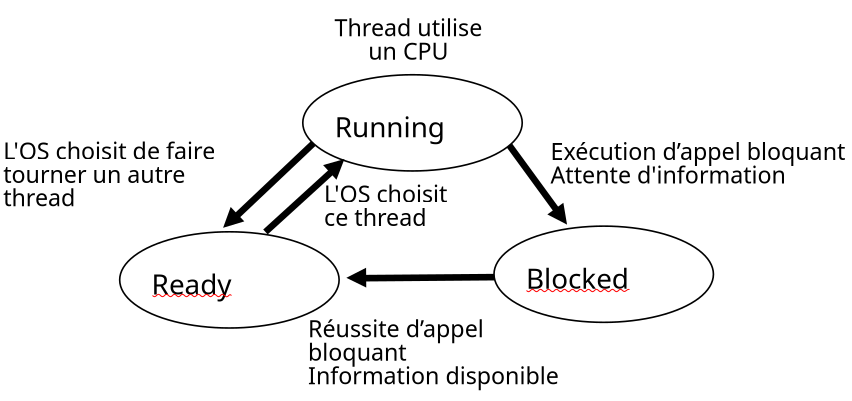 Thread utilise
un CPU
Running
L'OS choisit de faire
tourner un autre
thread
Exécution d’appel bloquant
Attente d'information
L'OS choisit
ce thread
Ready
Blocked
Réussite d’appel
bloquant
Information disponible